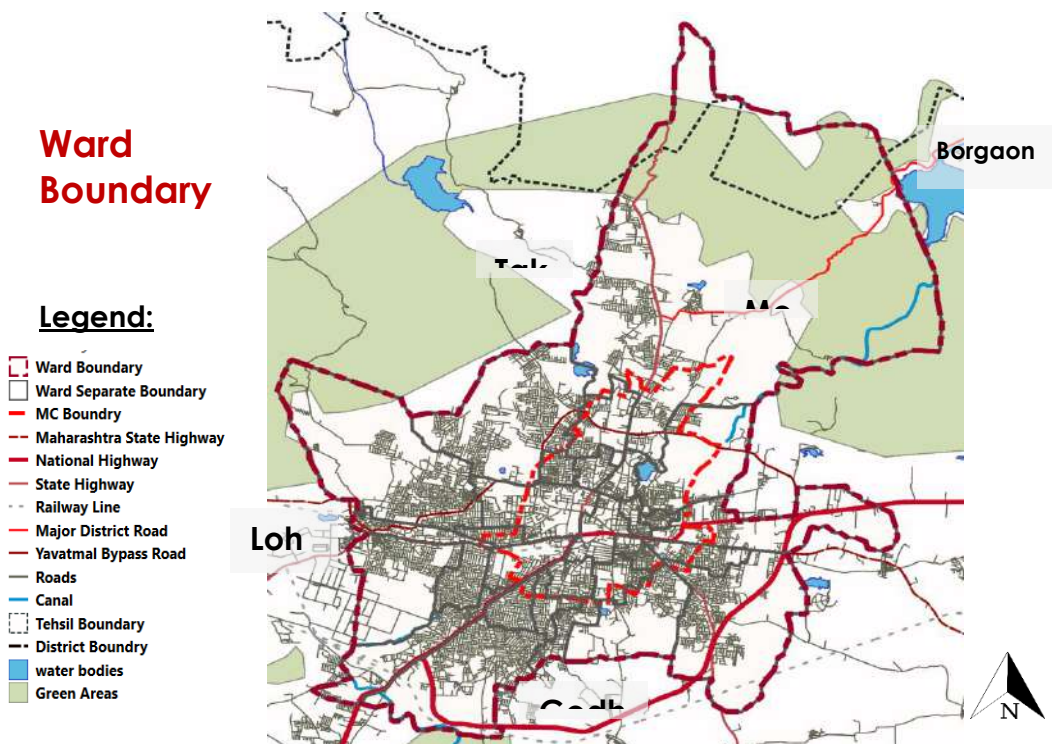 Ward
Boundary
Borgaon
Loh
Legend:
Ward Boundary
Ward Separate Boundary
MC Boundry
Maharashtra State Highway
National Highway
State Highway
Railway Line
Major District Road
Yavatmal Bypass Road
Roads
Canal
Tehsil Boundary
District Boundry
water bodies
Green Areas
N